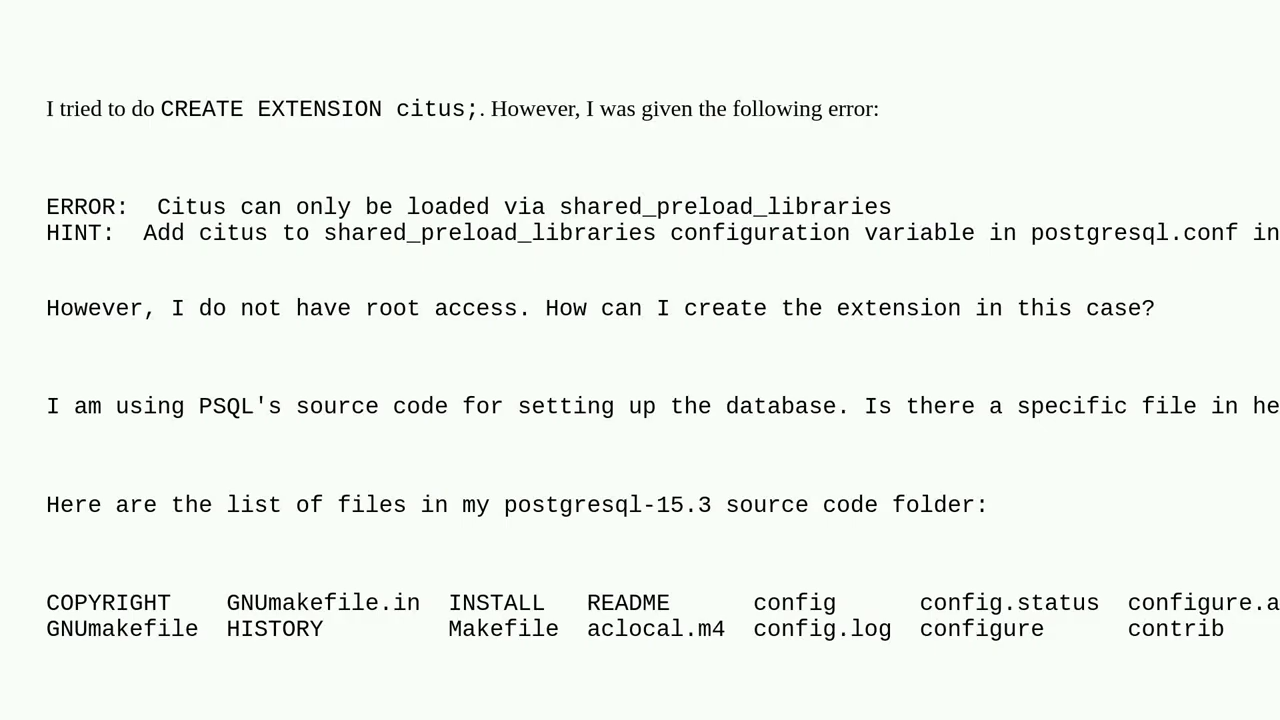 I tried to do CREATE EXTENSION citus;. However, I was given the following error:
ERROR:  Citus can only be loaded via shared_preload_libraries
HINT:  Add citus to shared_preload_libraries configuration variable in postgresql.conf in
However, I do not have root access. How can I create the extension in this case?
I am using PSQL's source code for setting up the database. Is there a specific file in he
Here are the list of files in my postgresql-15.3 source code folder:
COPYRIGHT    GNUmakefile.in  INSTALL   README      config      config.status  configure.a
GNUmakefile  HISTORY         Makefile  aclocal.m4  config.log  configure      contrib